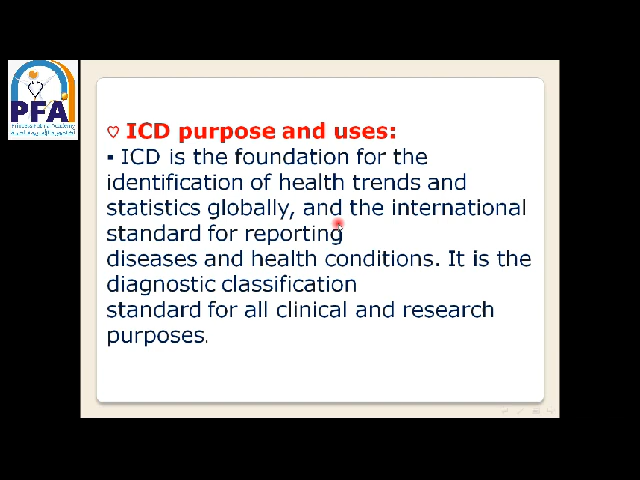 PFA
♡ ICD purpose and uses:
▪ ICD is the foundation for the
identification of health trends and
statistics globally, and the international
standard for reporting
diseases and health conditions. It is the
diagnostic classification
standard for all clinical and research
purposes.